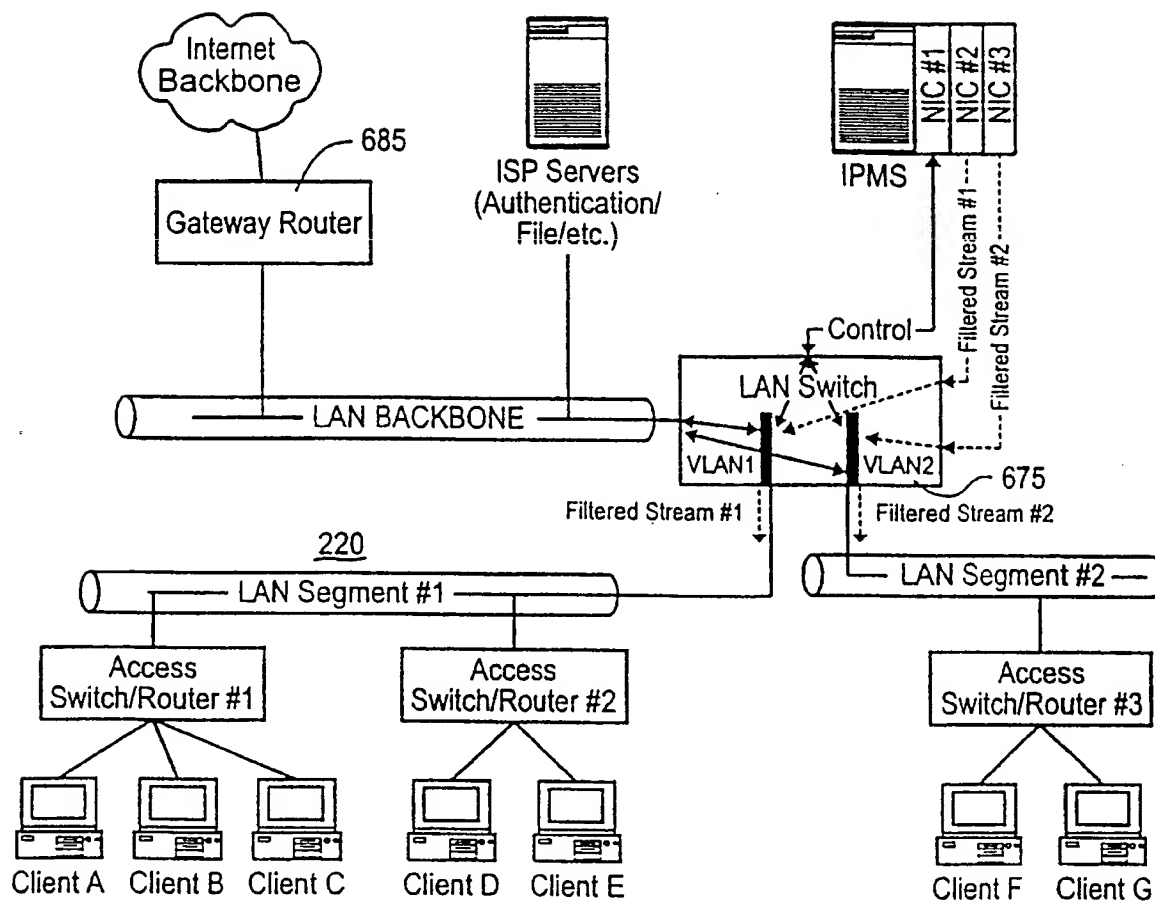 Internet
Backbone
685
Gateway Router
ISP Servers
(Authentication/
File/etc.)
IPMS
NIC #1
NIC #2
NIC #3
Filtered Stream #1
Filtered Stream #2
Control
LAN Switch
LAN BACKBONE
VLAN1
VLAN2
675
Filtered Stream #1
Filtered Stream #2
220
LAN Segment #1
LAN Segment #2
Access
Switch/Router #1
Access
Switch/Router #2
Access
Switch/Router #3
Client A
Client B
Client C
Client D
Client E
Client F
Client G